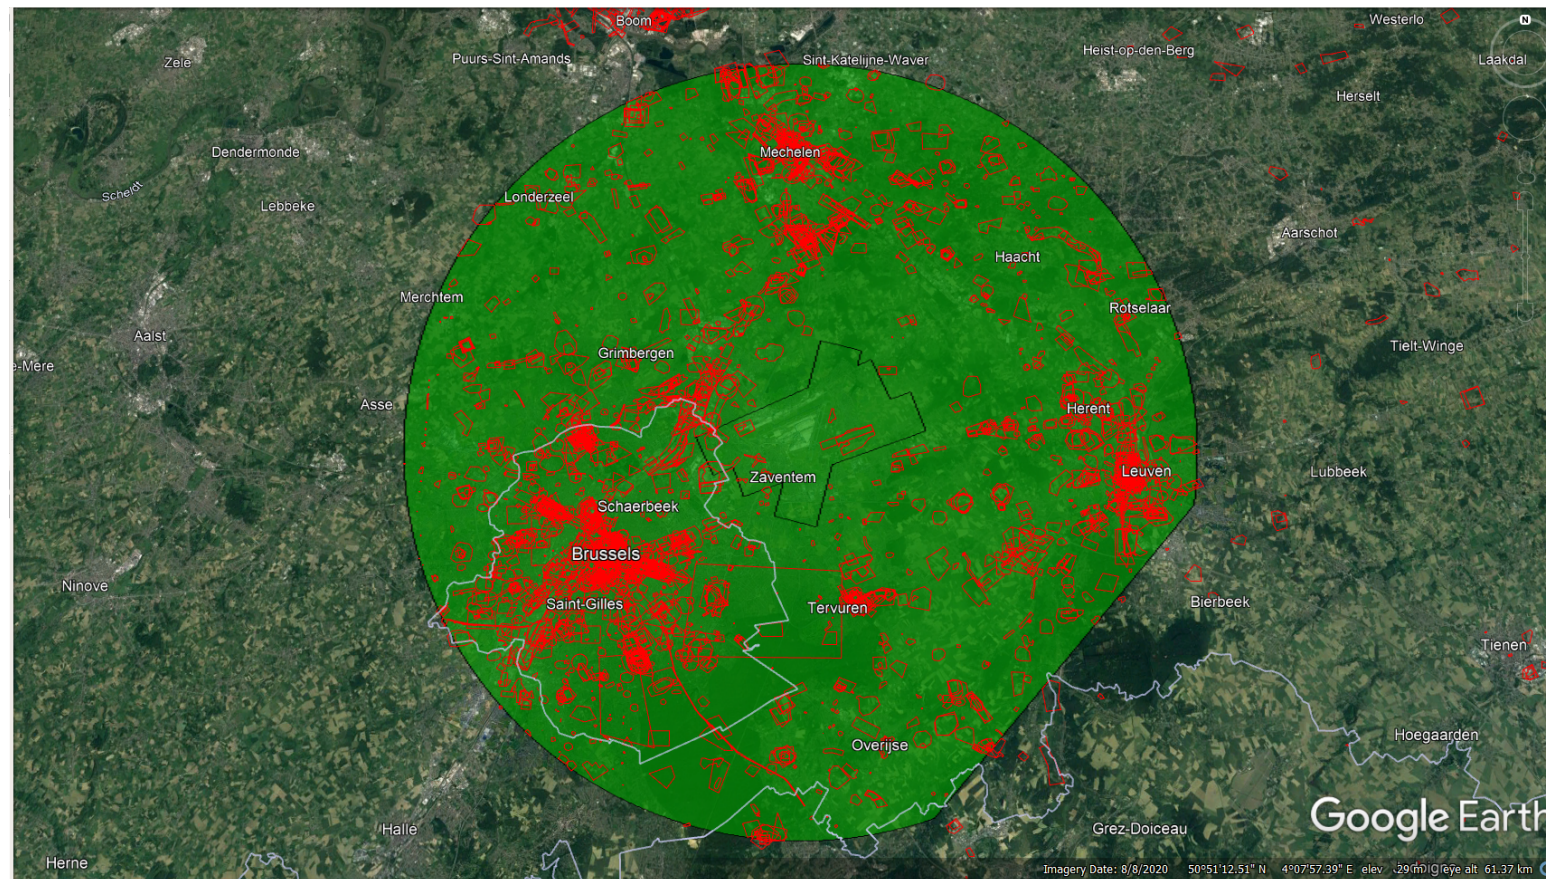 Boom
Westerlo
N
Zele
Puurs-Sint-Amands
Sint-Katelijne-Waver
Heist-op-den-Berg
Laakdal
Herselt
Dendermonde
Mechelen
Scheldt
Londerzeel
Lebbeke
Aarschot
Haacht
Merchtem
Rotselaar
Aalst
Tielt-Winge
Grimbergen
e-Mere
Asse
Herent
Leuven
Lubbeek
Zaventem
Schaerbeek
Brussels
Ninove
Saint-Gilles
Tervuren
Bierbeek
Tienen
Overijse
Hoegaarden
Google Earth
Halle
Grez-Doiceau
Herne
Imagery Date: 8/8/2020 50°51'12.51" N 4°07'57.39" E elev 29 m eye alt 61.37 km